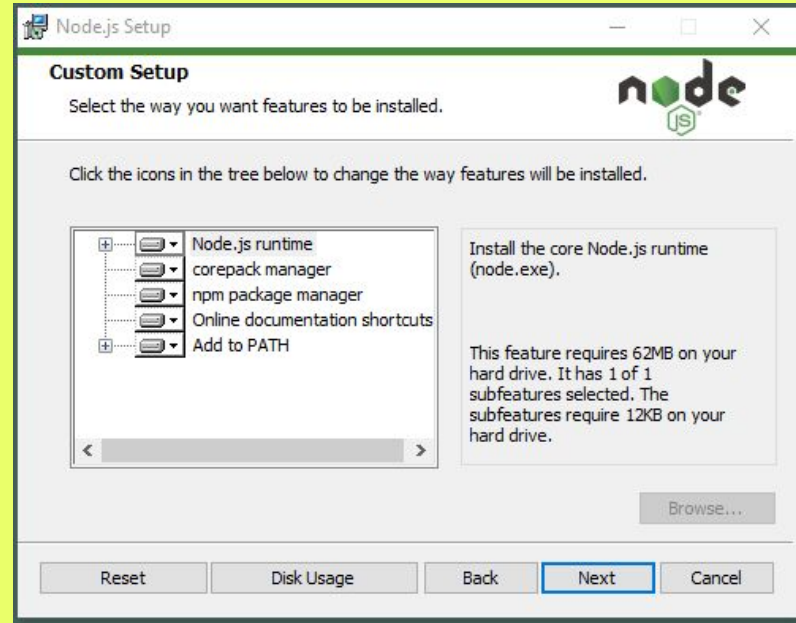 Node.js Setup
Custom Setup
Select the way you want features to be installed.
node
JS
Click the icons in the tree below to change the way features will be installed.
Node.js runtime
corepack manager
npm package manager
Online documentation shortcuts
Add to PATH
Install the core Node.js runtime
(node.exe).
This feature requires 62MB on your
hard drive. It has 1 of 1
subfeatures selected. The
subfeatures require 12KB on your
hard drive.
Browse...
Reset
Disk Usage
Back
Next
Cancel